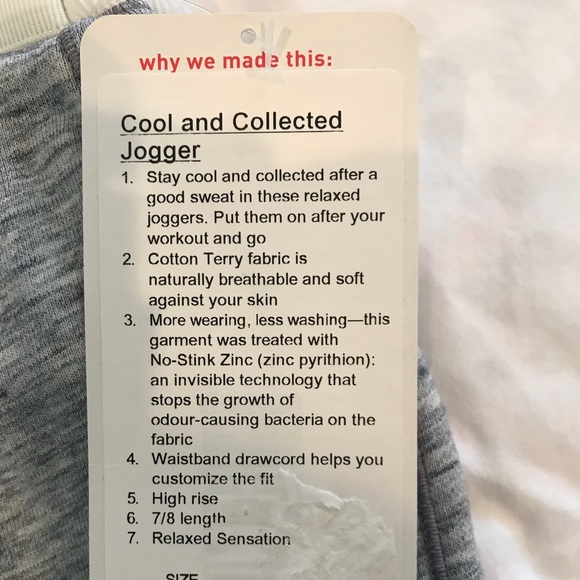 why we made this:
Cool and Collected
Jogger
1. Stay cool and collected after a
good sweat in these relaxed
joggers. Put them on after your
workout and go
2. Cotton Terry fabric is
naturally breathable and soft
against your skin
3. More wearing, less washing—this
garment was treated with
No-Stink Zinc (zinc pyrithion):
an invisible technology that
stops the growth of
odour-causing bacteria on the
fabric
4. Waistband drawcord helps you
customize the fit
5. High rise
6. 7/8 length
7. Relaxed Sensation
SIZE